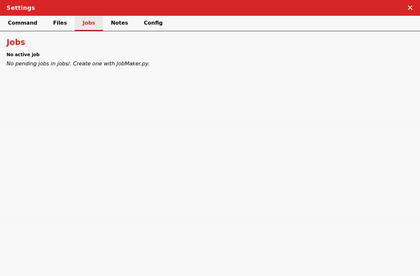 Settings ✕
Command Files Jobs Notes Config
Jobs
No active job
No pending jobs in jobs/. Create one with JobMaker.py.